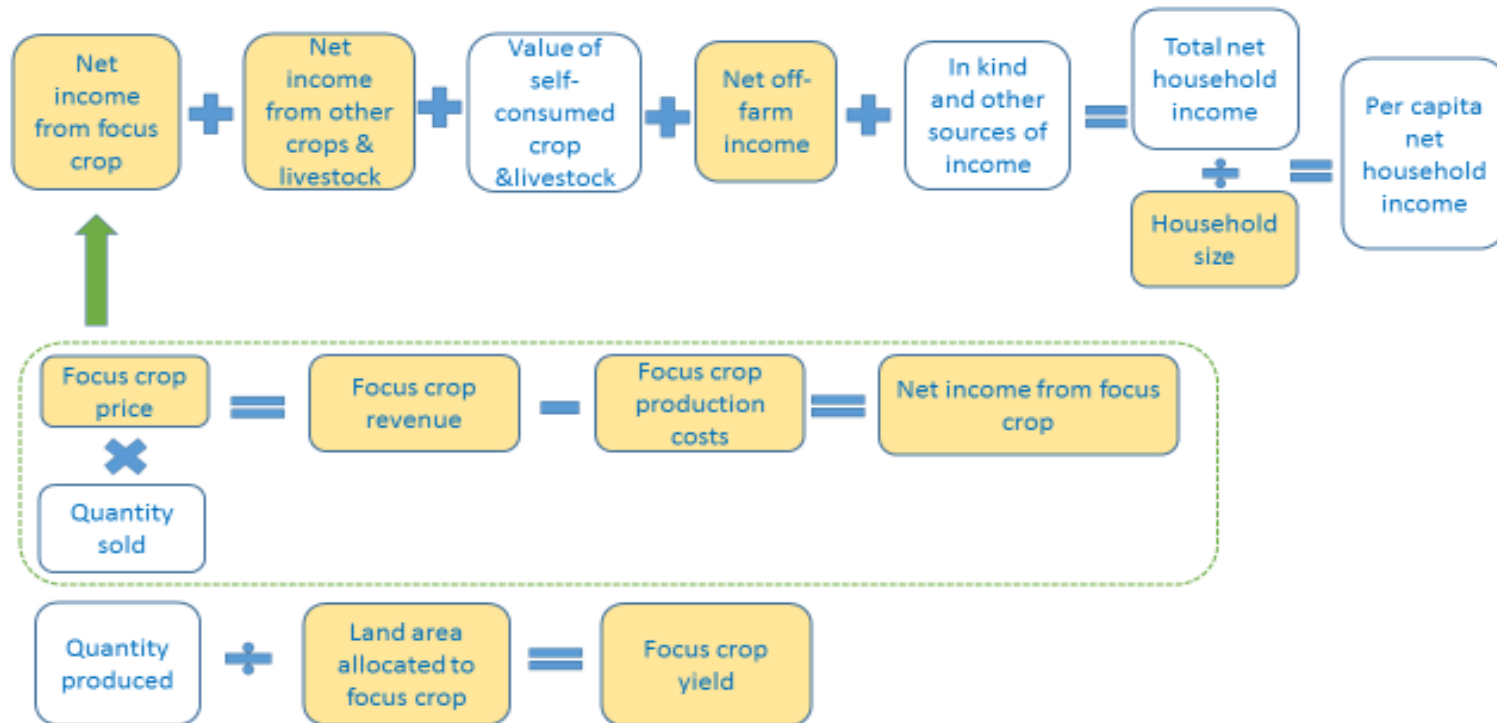 Net
income
from focus
crop
Net
income
from other
crops &
livestock
Value of
self-
consumed
crop
&livestock
Net off-
farm
income
In kind
and other
sources of
income
Total net
household
income
Household
size
Per capita
net
household
income
Focus crop
price
Quantity
sold
Focus crop
revenue
Focus crop
production
costs
Net income from focus
crop
Quantity
produced
Land area
allocated to
focus crop
Focus crop
yield